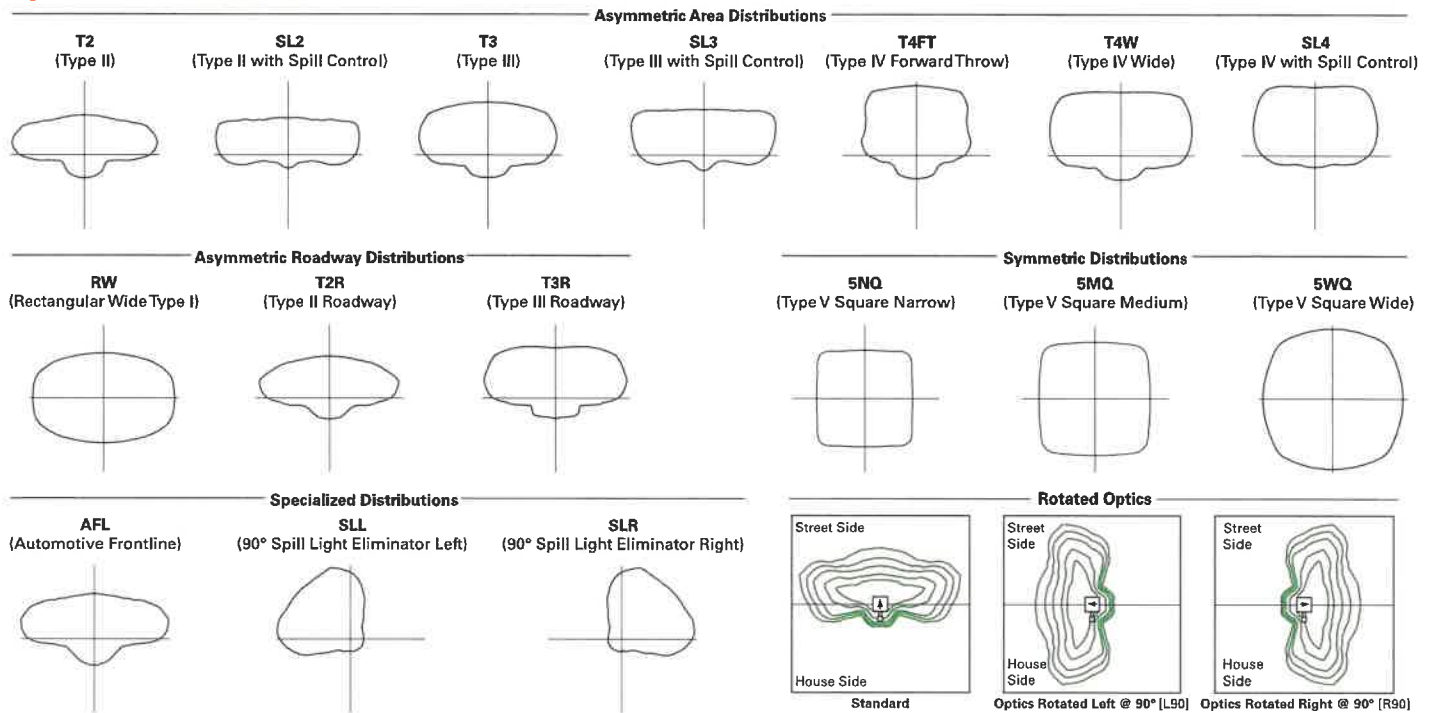 Asymmetric Area Distributions
T2
(Type II)
SL2
(Type II with Spill Control)
T3
(Type III)
SL3
(Type III with Spill Control)
T4FT
(Type IV Forward Throw)
T4W
(Type IV Wide)
SL4
(Type IV with Spill Control)
Asymmetric Roadway Distributions
RW
(Rectangular Wide Type I)
T2R
(Type II Roadway)
T3R
(Type III Roadway)
Symmetric Distributions
5NQ
(Type V Square Narrow)
5MQ
(Type V Square Medium)
5WQ
(Type V Square Wide)
Specialized Distributions
AFL
(Automotive Frontline)
SLL
(90° Spill Light Eliminator Left)
SLR
(90° Spill Light Eliminator Right)
Rotated Optics
Street Side
House Side
Standard
Street
Side
House
Side
Optics Rotated Left @ 90° [L90]
Street
Side
House
Side
Optics Rotated Right @ 90° [R90]